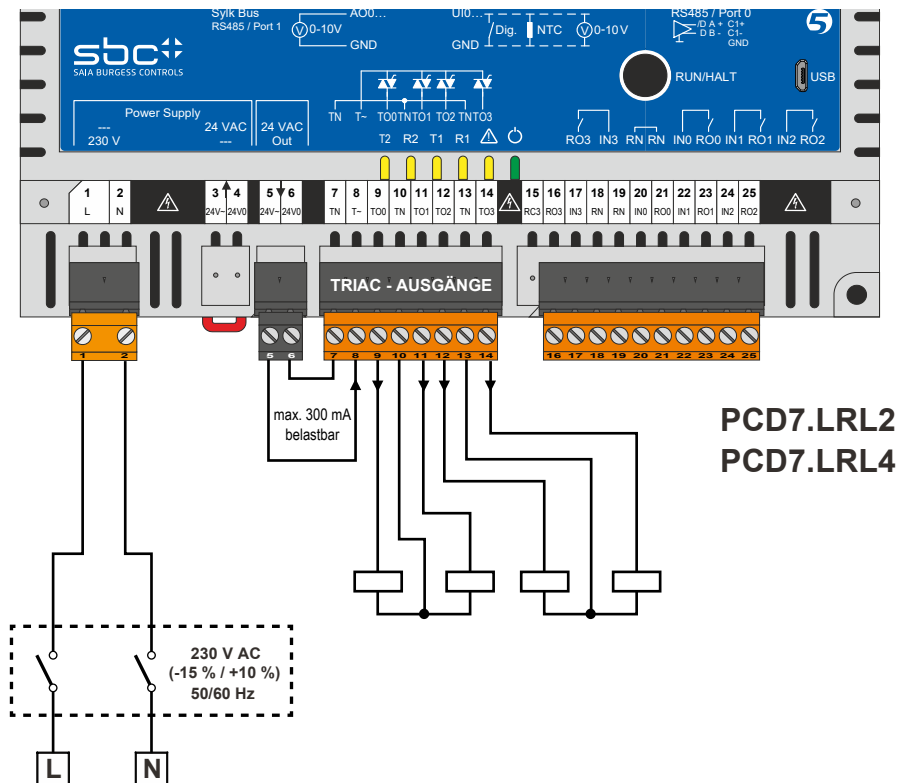 Sylk Bus
RS485 / Port 1
AO0...
0-10V
GND
UI0...
Dig.
NTC
0-10V
GND
RS485 / Port 0
/D A + C1+
D B - C1-
GND
sbc
SAIA BURGESS CONTROLS
RUN/HALT
USB
Power Supply
---
230 V
24 VAC
---
24 VAC
Out
TN T~ TO0 TN TO1 TO2 TN TO3
T2 R2 T1 R1
RO3 IN3 RN RN IN0 RO0 IN1 RO1 IN2 RO2
1 2 3 4 5 6 7 8 9 10 11 12 13 14 15 16 17 18 19 20 21 22 23 24 25
L N 24V~ 24V0 24V~ 24V0 TN T~ TO0 TN TO1 TO2 TN TO3 RC3 RO3 IN3 RN RN IN0 RO0 IN1 RO1 IN2 RO2
TRIAC - AUSGÄNGE
1 2 5 6 7 8 9 10 11 12 13 14 16 17 18 19 20 21 22 23 24 25
max. 300 mA
belastbar
PCD7.LRL2
PCD7.LRL4
230 V AC
(-15 % / +10 %)
50/60 Hz
L N